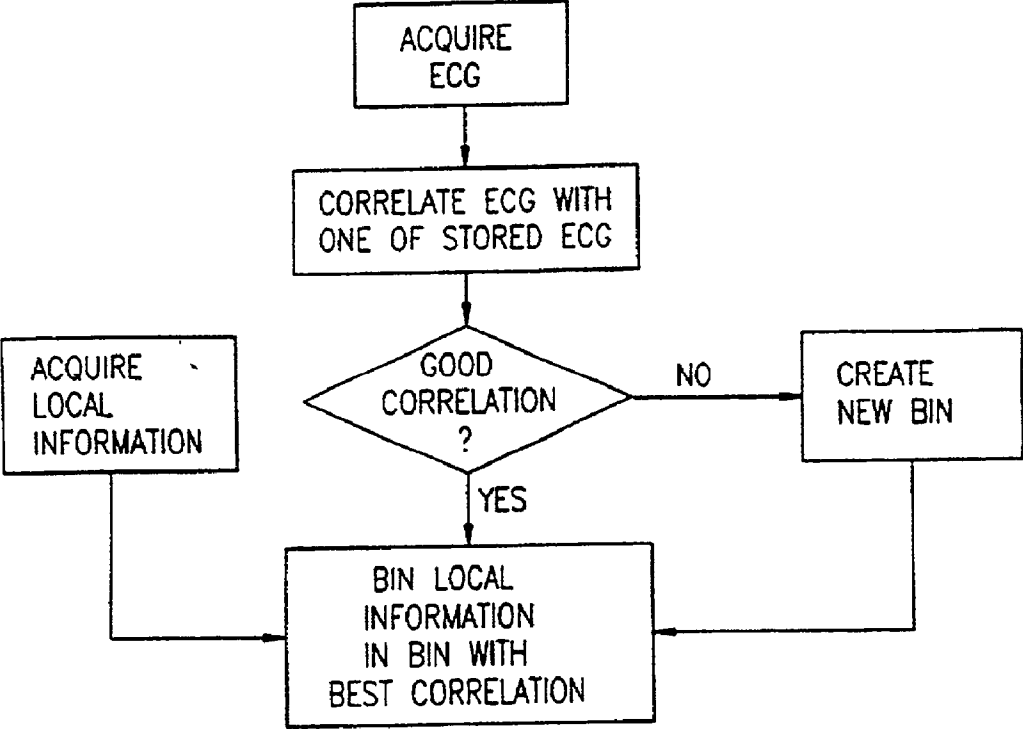 ACQUIRE
ECG
CORRELATE ECG WITH
ONE OF STORED ECG
GOOD
CORRELATION
?
NO
CREATE
NEW BIN
ACQUIRE
LOCAL
INFORMATION
YES
BIN LOCAL
INFORMATION
IN BIN WITH
BEST CORRELATION